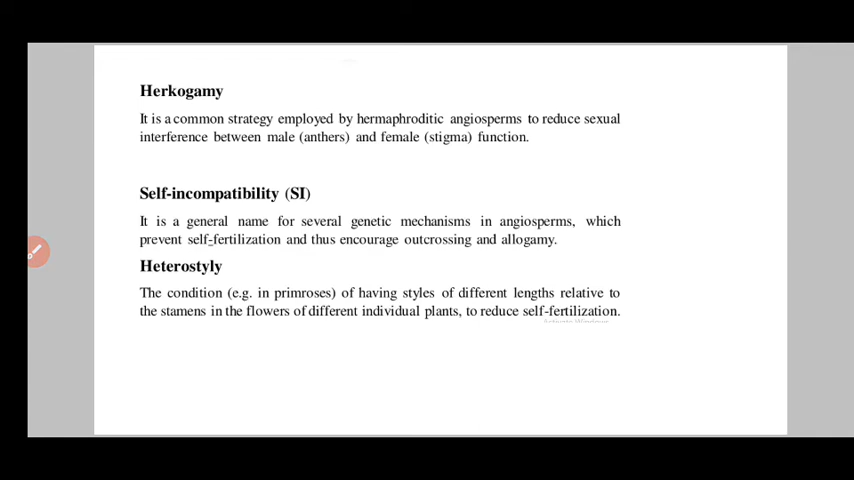 Herkogamy
It is a common strategy employed by hermaphroditic angiosperms to reduce sexual
interference between male (anthers) and female (stigma) function.
Self-incompatibility (SI)
It is a general name for several genetic mechanisms in angiosperms, which
prevent self-fertilization and thus encourage outcrossing and allogamy.
Heterostyly
The condition (e.g. in primroses) of having styles of different lengths relative to
the stamens in the flowers of different individual plants, to reduce self-fertilization.